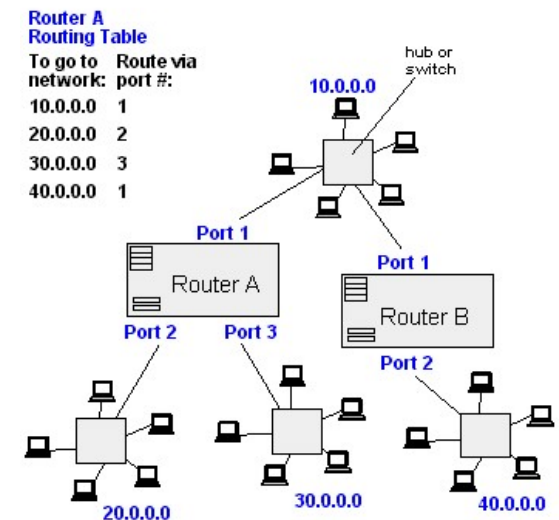 Router A
Routing Table
To go to Route via
network: port #:
10.0.0.0 1
20.0.0.0 2
30.0.0.0 3
40.0.0.0 1
hub or
switch
10.0.0.0
Port 1
Router A
Port 2 Port 3
Port 1
Router B
Port 2
20.0.0.0
30.0.0.0
40.0.0.0